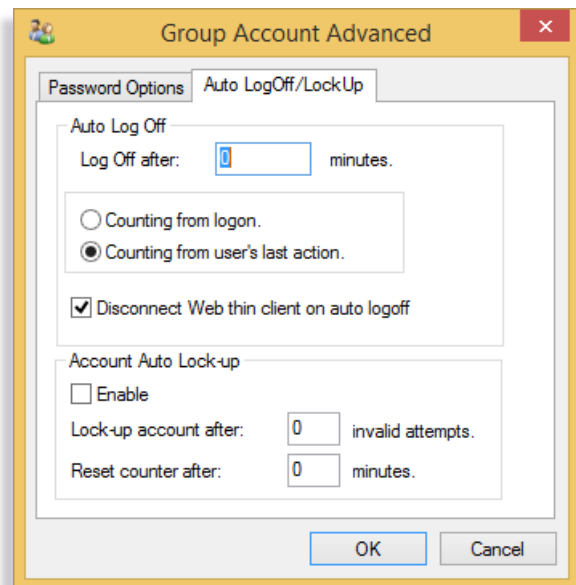 Group Account Advanced
Password Options Auto LogOff/LockUp
Auto Log Off
Log Off after: 0 minutes.
Counting from logon.
Counting from user's last action.
Disconnect Web thin client on auto logoff
Account Auto Lock-up
Enable
Lock-up account after: 0 invalid attempts.
Reset counter after: 0 minutes.
OK Cancel